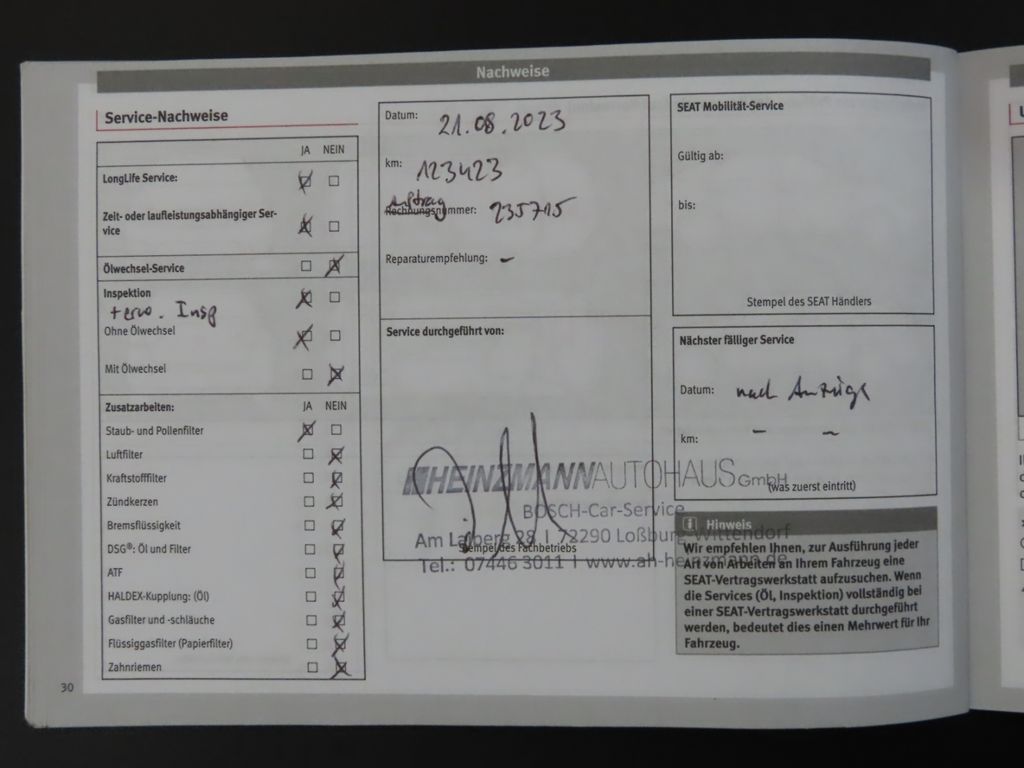 Nachweise
Service-Nachweise
JA NEIN
LongLife Service:
Zeit- oder laufleistungsabhängiger Ser-
vice
Ölwechsel-Service
Inspektion
+ erw. Insp
Ohne Ölwechsel
Mit Ölwechsel
Zusatzarbeiten: JA NEIN
Staub- und Pollenfilter
Luftfilter
Kraftstofffilter
Zündkerzen
Bremsflüssigkeit
DSG®: Öl und Filter
ATF
HALDEX-Kupplung: (Öl)
Gasfilter und -schläuche
Flüssiggasfilter (Papierfilter)
Zahnriemen
30
Datum: 21.08.2023
km: 123423
Auftrag
Rechnungsnummer: 235715
Reparaturempfehlung: -
Service durchgeführt von:
HEINZMANNAUTOHAUS GmbH
BOSCH-Car-Service
Am Laiberg 28 I 72290 Loßburg-Wittendorf
Stempel des Fachbetriebs
Tel.: 07446 3011 I www.ah-heinzmann.de
SEAT Mobilität-Service
Gültig ab:
bis:
Stempel des SEAT Händlers
Nächster fälliger Service
Datum: nach Anzeige
km: - -
(was zuerst eintritt)
i Hinweis
Wir empfehlen Ihnen, zur Ausführung jeder
Art von Arbeiten an Ihrem Fahrzeug eine
SEAT-Vertragswerkstatt aufzusuchen. Wenn
die Services (Öl, Inspektion) vollständig bei
einer SEAT-Vertragswerkstatt durchgeführt
werden, bedeutet dies einen Mehrwert für Ihr
Fahrzeug.